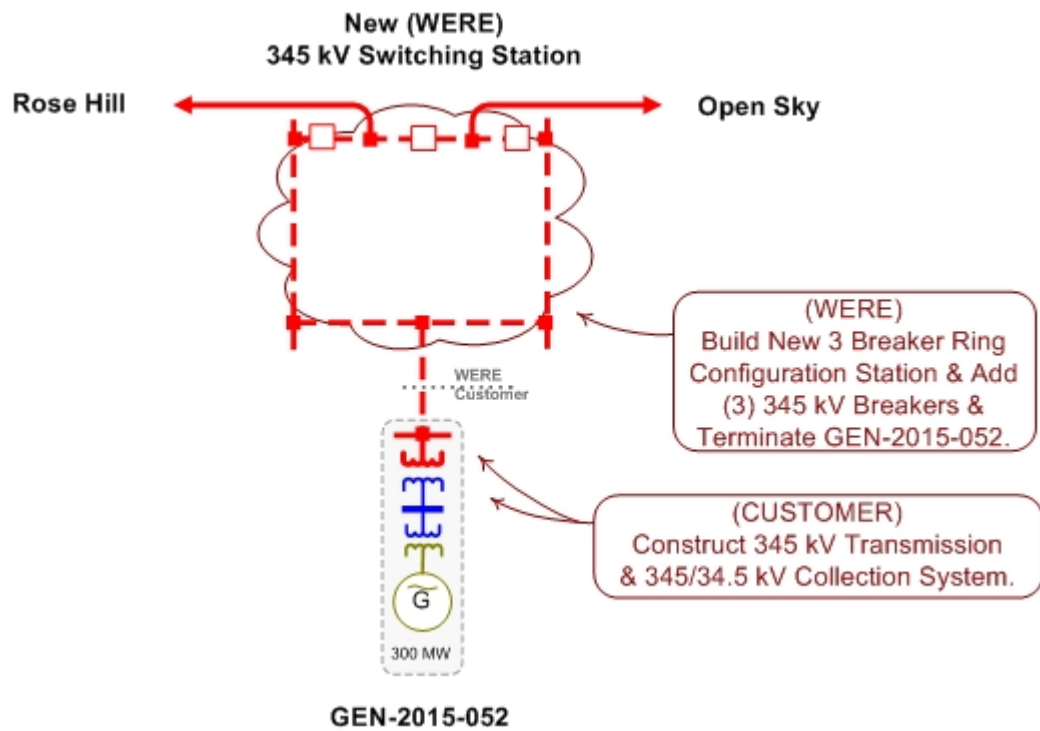 New (WERE)
345 kV Switching Station
Rose Hill
Open Sky
(WERE)
Build New 3 Breaker Ring
Configuration Station & Add
(3) 345 kV Breakers &
Terminate GEN-2015-052.
WERE
Customer
(CUSTOMER)
Construct 345 kV Transmission
& 345/34.5 kV Collection System.
G
300 MW
GEN-2015-052